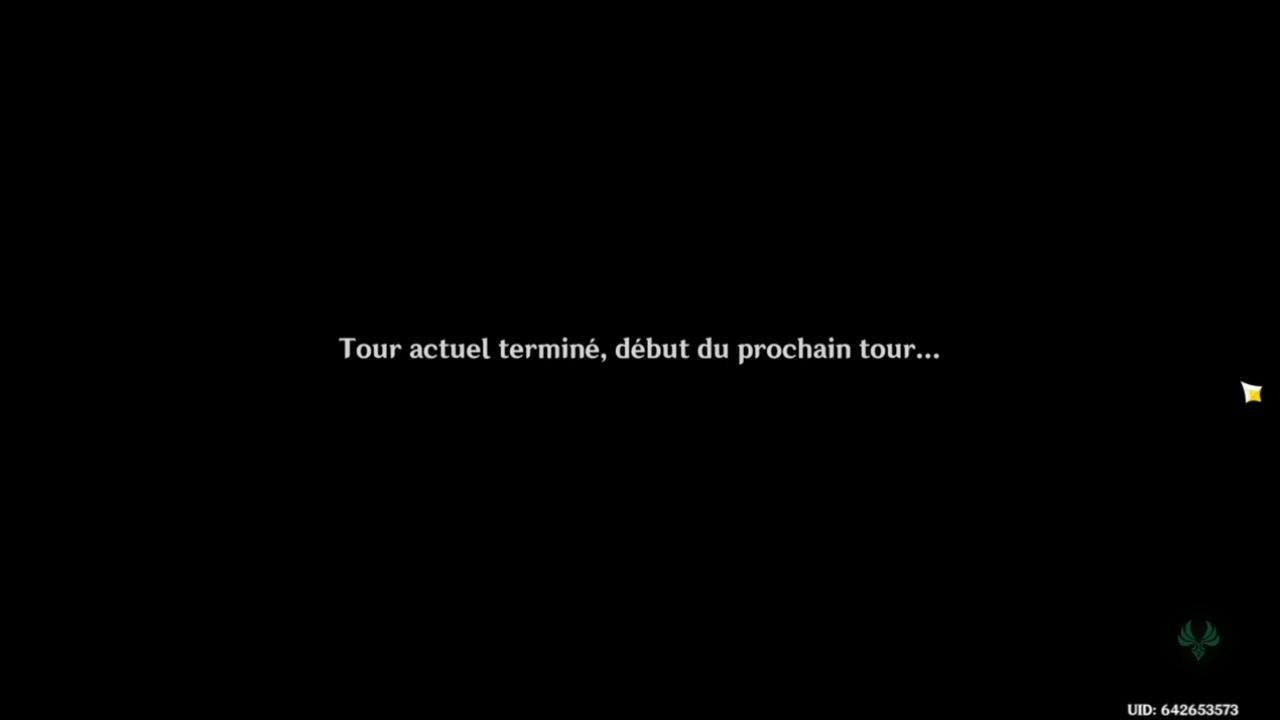 Tour actuel terminé, début du prochain tour...
UID: 642653573